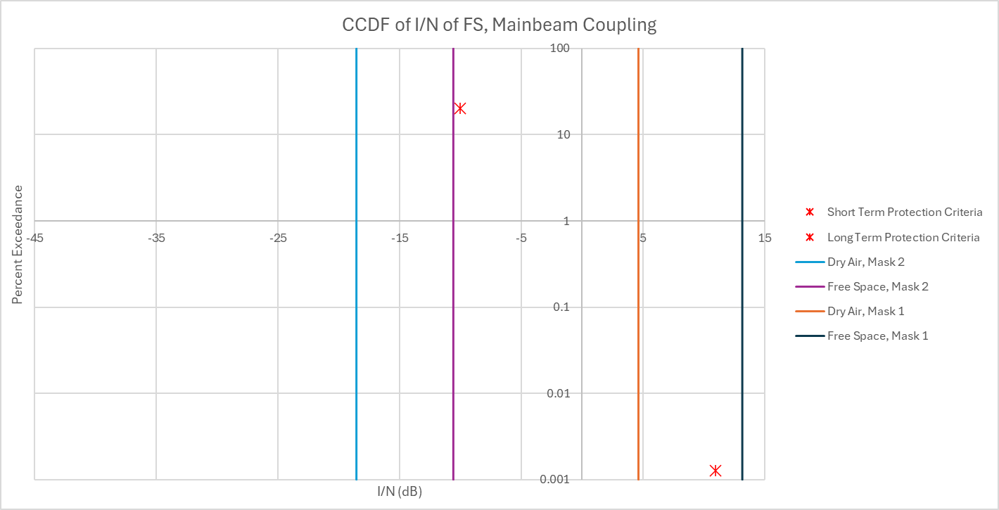 CCDF of I/N of FS, Mainbeam Coupling
100
10
1
-45 -35 -25 -15 -5 5 15
0.1
0.01
0.001
Percent Exceedance
I/N (dB)
Short Term Protection Criteria
Long Term Protection Criteria
Dry Air, Mask 2
Free Space, Mask 2
Dry Air, Mask 1
Free Space, Mask 1